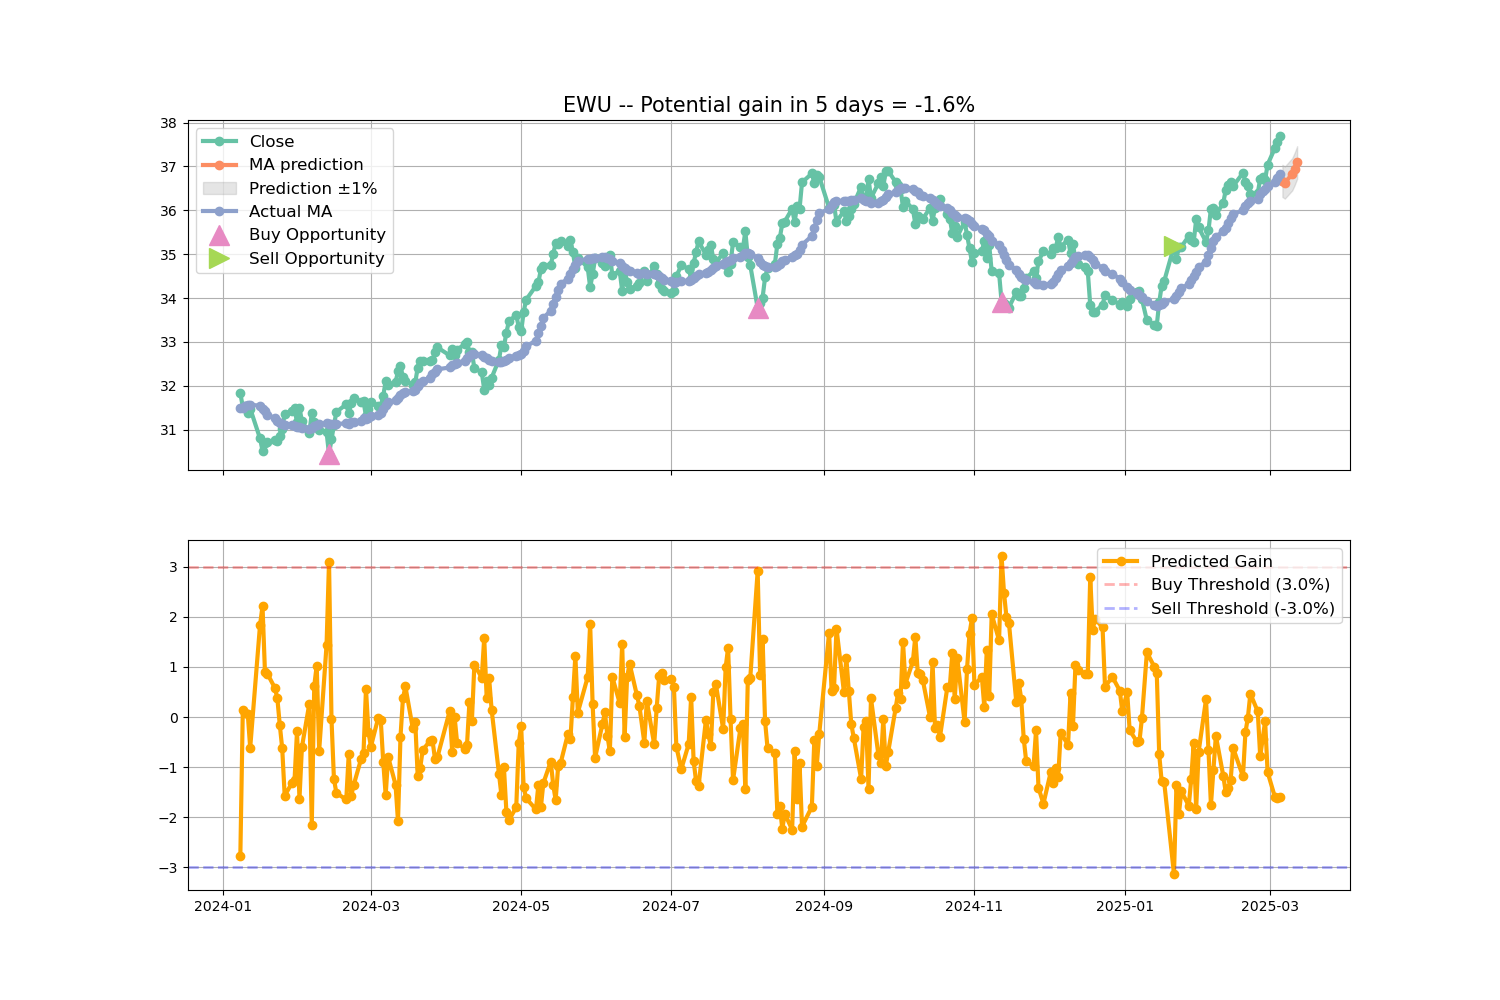 EWU -- Potential gain in 5 days = -1.6%
38
37
36
35
34
33
32
31
Close
MA prediction
Prediction ±1%
Actual MA
Buy Opportunity
Sell Opportunity
3
2
1
0
−1
−2
−3
Predicted Gain
Buy Threshold (3.0%)
Sell Threshold (-3.0%)
2024-01
2024-03
2024-05
2024-07
2024-09
2024-11
2025-01
2025-03